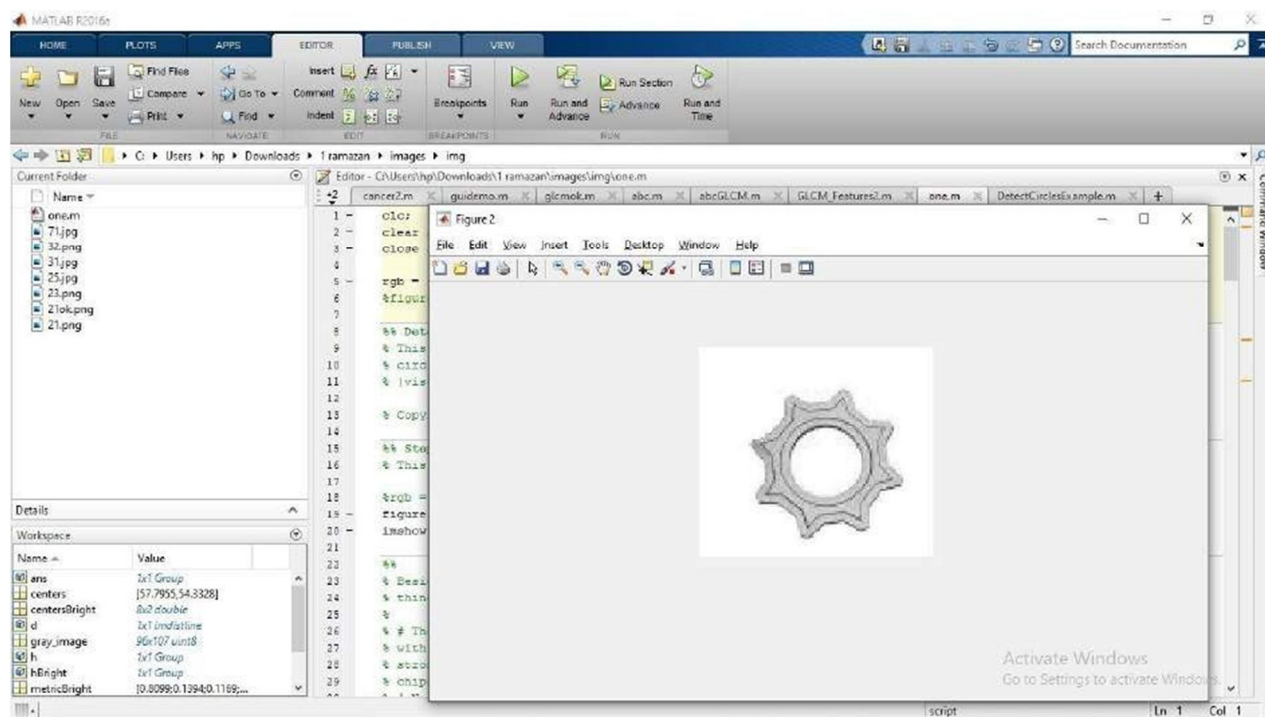 MATLAB R2016a
HOME PLOTS APPS EDITOR PUBLISH VIEW
Search Documentation
New Open Save
Find Files
Compare
Print
Go To
Find
Insert
Comment
Indent
Breakpoints
Run
Run and Advance
Run Section
Advance
Run and Time
FILE NAVIGATE EDIT BREAKPOINTS RUN
C: Users hp Downloads 1 ramazan images img
Current Folder
Name
one.m
71.jpg
32.png
31.jpg
25.jpg
23.png
21ok.png
21.png
Details
Workspace
Name Value
ans 1x1 Group
centers [57.7955,54.3328]
centersBright 8x2 double
d 1x1 imdistline
gray_image 96x107 uint8
h 1x1 Group
hBright 1x1 Group
metricBright [0.8099;0.1394;0.1169;...
Editor - C:\Users\hp\Downloads\1 ramazan\images\img\one.m
+2 cancer2.m guidemo.m glcmok.m abc.m abcGLCM.m GLCM_Features2.m one.m DetectCirclesExample.m +
1 clc;
2 clear
3 close
4
5 rgb =
6 %figur
7
8 %% Det
9 % This
10 % circ
11 % |vis
12
13 % Copy
14
15 %% Step
16 % This
17
18 %rgb =
19 figure
20 imshow
21
22 %%
23 % Besi
24 % thin
25 %
26 % # Th
27 % with
28 % stro
29 % chip
Figure 2
File Edit View Insert Tools Desktop Window Help
Activate Windows
Go to Settings to activate Windows.
Command Window
script Ln 1 Col 1